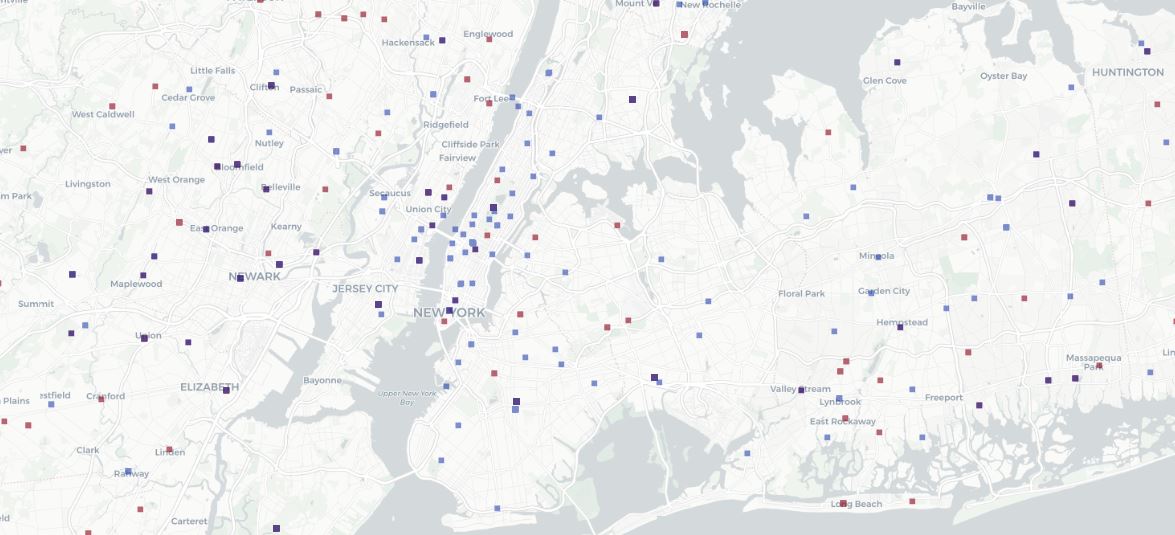 Mount V
New Rochelle
Bayville
Hackensack
Englewood
Little Falls
Clifton
Passaic
Cedar Grove
Fort Lee
Glen Cove
Oyster Bay
HUNTINGTON
West Caldwell
Ridgefield
Nutley
Cliffside Park
Fairview
Bloomfield
Livingston
West Orange
Belleville
Secaucus
m Park
Union City
East Orange
Kearny
NEWARK
Maplewood
JERSEY CITY
Mineola
Garden City
Floral Park
Summit
NEW YORK
Hempstead
Union
Massapequa
Park
Lin
ELIZABETH
Bayonne
Upper New York
Bay
Valley Stream
Lynbrook
Freeport
Plains
stfield
Cranford
East Rockaway
Clark
Linden
Rahway
Long Beach
Carteret